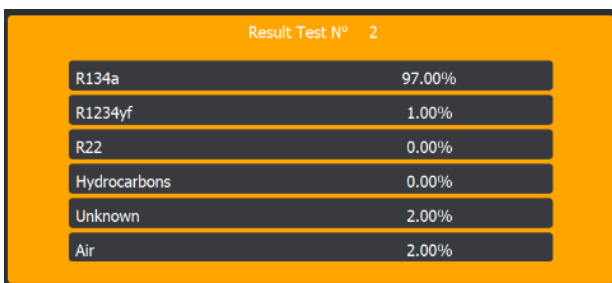 Result Test N° 2
R134a 97.00%
R1234yf 1.00%
R22 0.00%
Hydrocarbons 0.00%
Unknown 2.00%
Air 2.00%